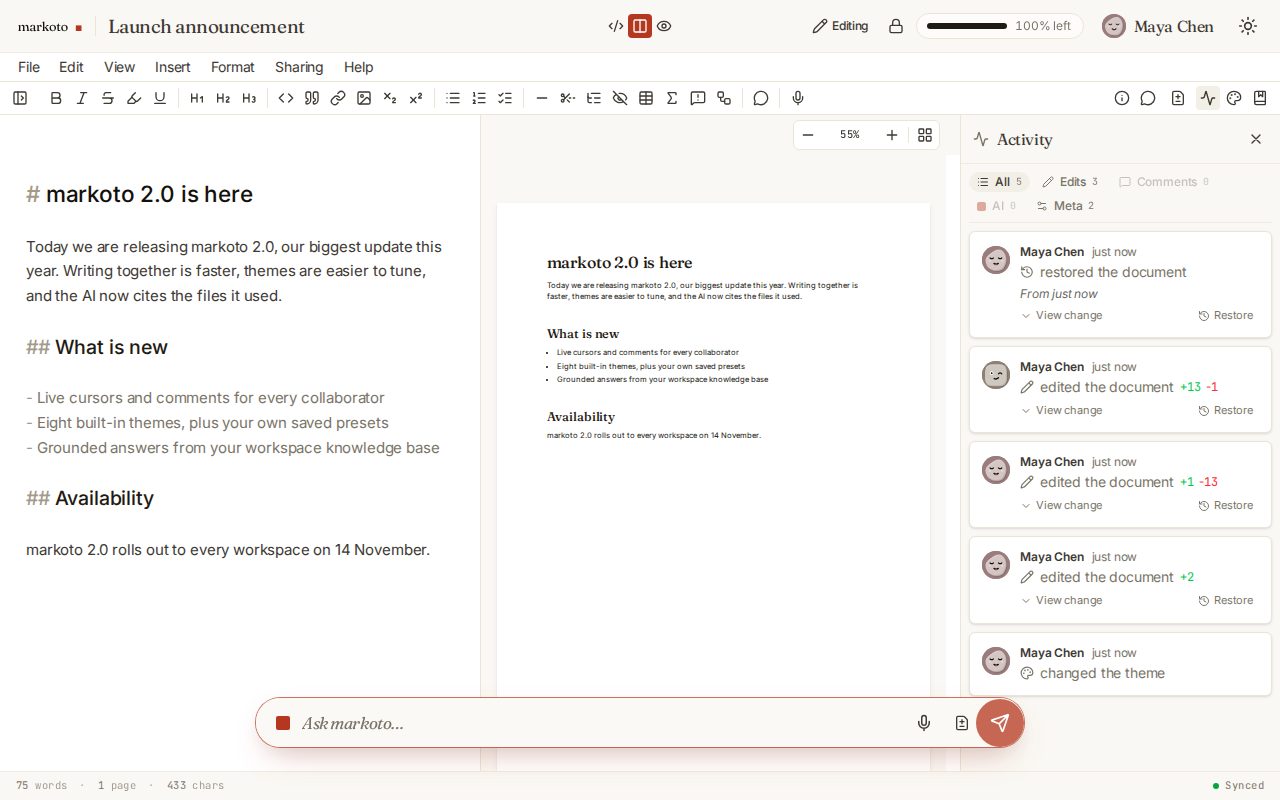 markoto
Launch announcement
Editing
100% left
Maya Chen
File Edit View Insert Format Sharing Help
H1 H2 H3
55%
# markoto 2.0 is here
Today we are releasing markoto 2.0, our biggest update this
year. Writing together is faster, themes are easier to tune,
and the AI now cites the files it used.
## What is new
- Live cursors and comments for every collaborator
- Eight built-in themes, plus your own saved presets
- Grounded answers from your workspace knowledge base
## Availability
markoto 2.0 rolls out to every workspace on 14 November.
markoto 2.0 is here
Today we are releasing markoto 2.0, our biggest update this year. Writing together is
faster, themes are easier to tune, and the AI now cites the files it used.
What is new
• Live cursors and comments for every collaborator
• Eight built-in themes, plus your own saved presets
• Grounded answers from your workspace knowledge base
Availability
markoto 2.0 rolls out to every workspace on 14 November.
Activity
All 5 Edits 3 Comments 0
AI 0 Meta 2
Maya Chen just now
restored the document
From just now
View change Restore
Maya Chen just now
edited the document +13 -1
View change Restore
Maya Chen just now
edited the document +1 -13
View change Restore
Maya Chen just now
edited the document +2
View change Restore
Maya Chen just now
changed the theme
Ask markoto...
75 words · 1 page · 433 chars
Synced